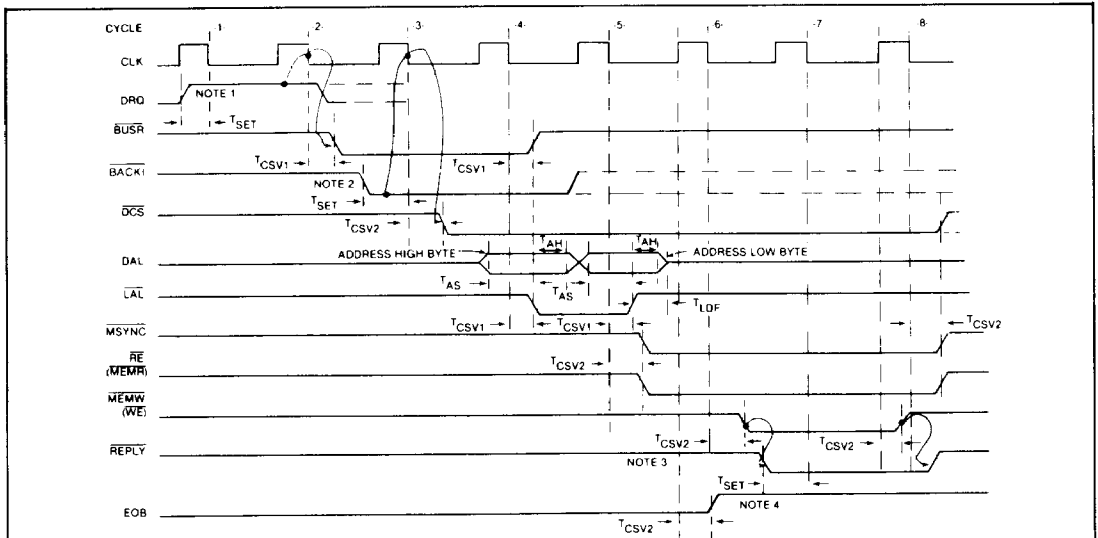 CYCLE -1- -2- -3- -4- -5- -6- -7- 8-
CLK
DRQ NOTE 1
TSET
BUSR
TCSV1 TCSV1
BACKI NOTE 2
TSET
DCS
TCSV2
ADDRESS HIGH BYTE TAH TAH ADDRESS LOW BYTE
DAL
TAS TAS
LAL
TLDF
TCSV1 TCSV1 TCSV2
MSYNC
TCSV2
RE
(MEMR)
MEMW
(WE)
TCSV2 TCSV2
REPLY NOTE 3
TSET NOTE 4
EOB
TCSV2